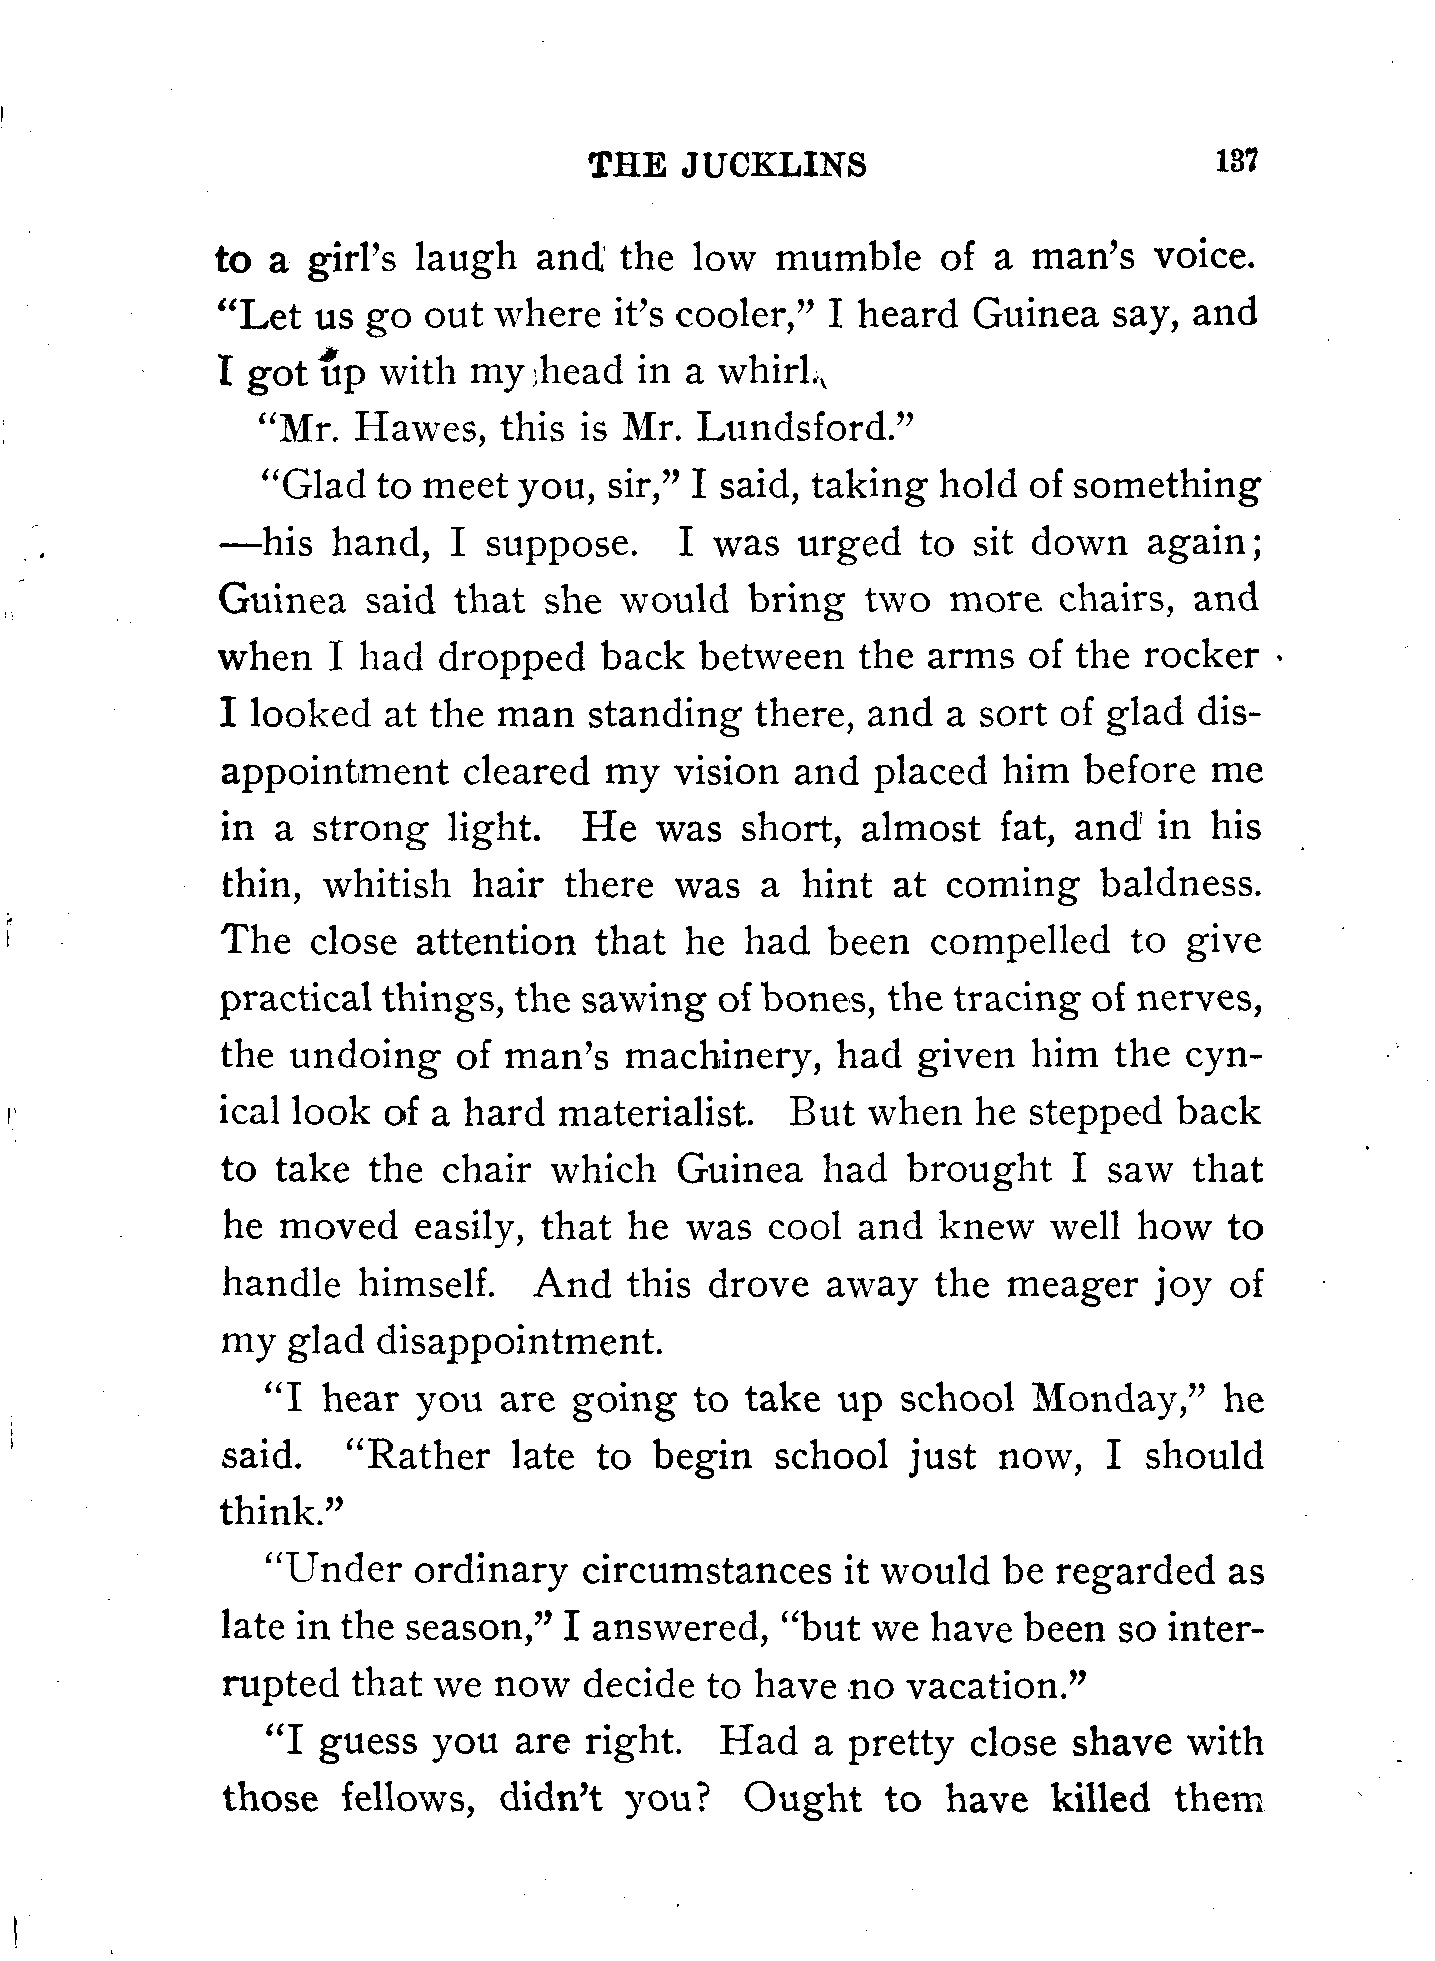 THE JUCKLINS 137
to a girl's laugh and the low mumble of a man's voice.
“Let us go out where it's cooler,” I heard Guinea say, and
I got up with my head in a whirl.
“Mr. Hawes, this is Mr. Lundsford.”
“Glad to meet you, sir,” I said, taking hold of something
—his hand, I suppose. I was urged to sit down again;
Guinea said that she would bring two more chairs, and
when I had dropped back between the arms of the rocker
I looked at the man standing there, and a sort of glad dis-
appointment cleared my vision and placed him before me
in a strong light. He was short, almost fat, and in his
thin, whitish hair there was a hint at coming baldness.
The close attention that he had been compelled to give
practical things, the sawing of bones, the tracing of nerves,
the undoing of man's machinery, had given him the cyn-
ical look of a hard materialist. But when he stepped back
to take the chair which Guinea had brought I saw that
he moved easily, that he was cool and knew well how to
handle himself. And this drove away the meager joy of
my glad disappointment.
“I hear you are going to take up school Monday,” he
said. “Rather late to begin school just now, I should
think.”
“Under ordinary circumstances it would be regarded as
late in the season,” I answered, “but we have been so inter-
rupted that we now decide to have no vacation.”
“I guess you are right. Had a pretty close shave with
those fellows, didn't you? Ought to have killed them